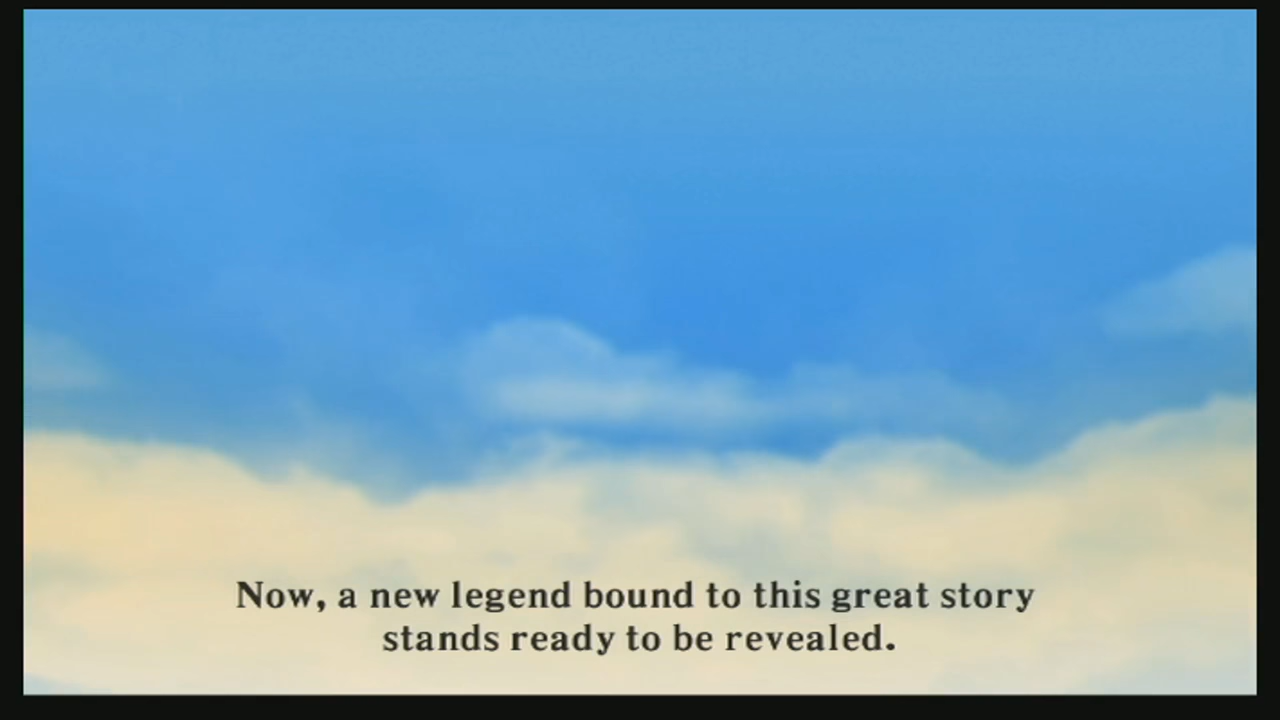 Now, a new legend bound to this great story
stands ready to be revealed.